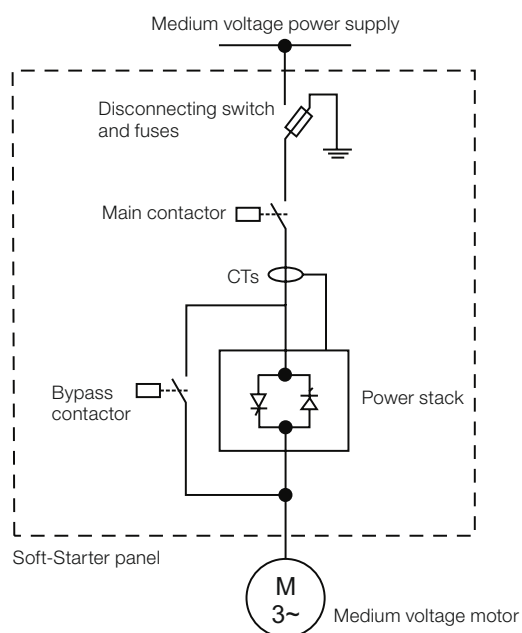 Medium voltage power supply
Disconnecting switch
and fuses
Main contactor
CTs
Bypass
contactor
Power stack
Soft-Starter panel
M
3~
Medium voltage motor